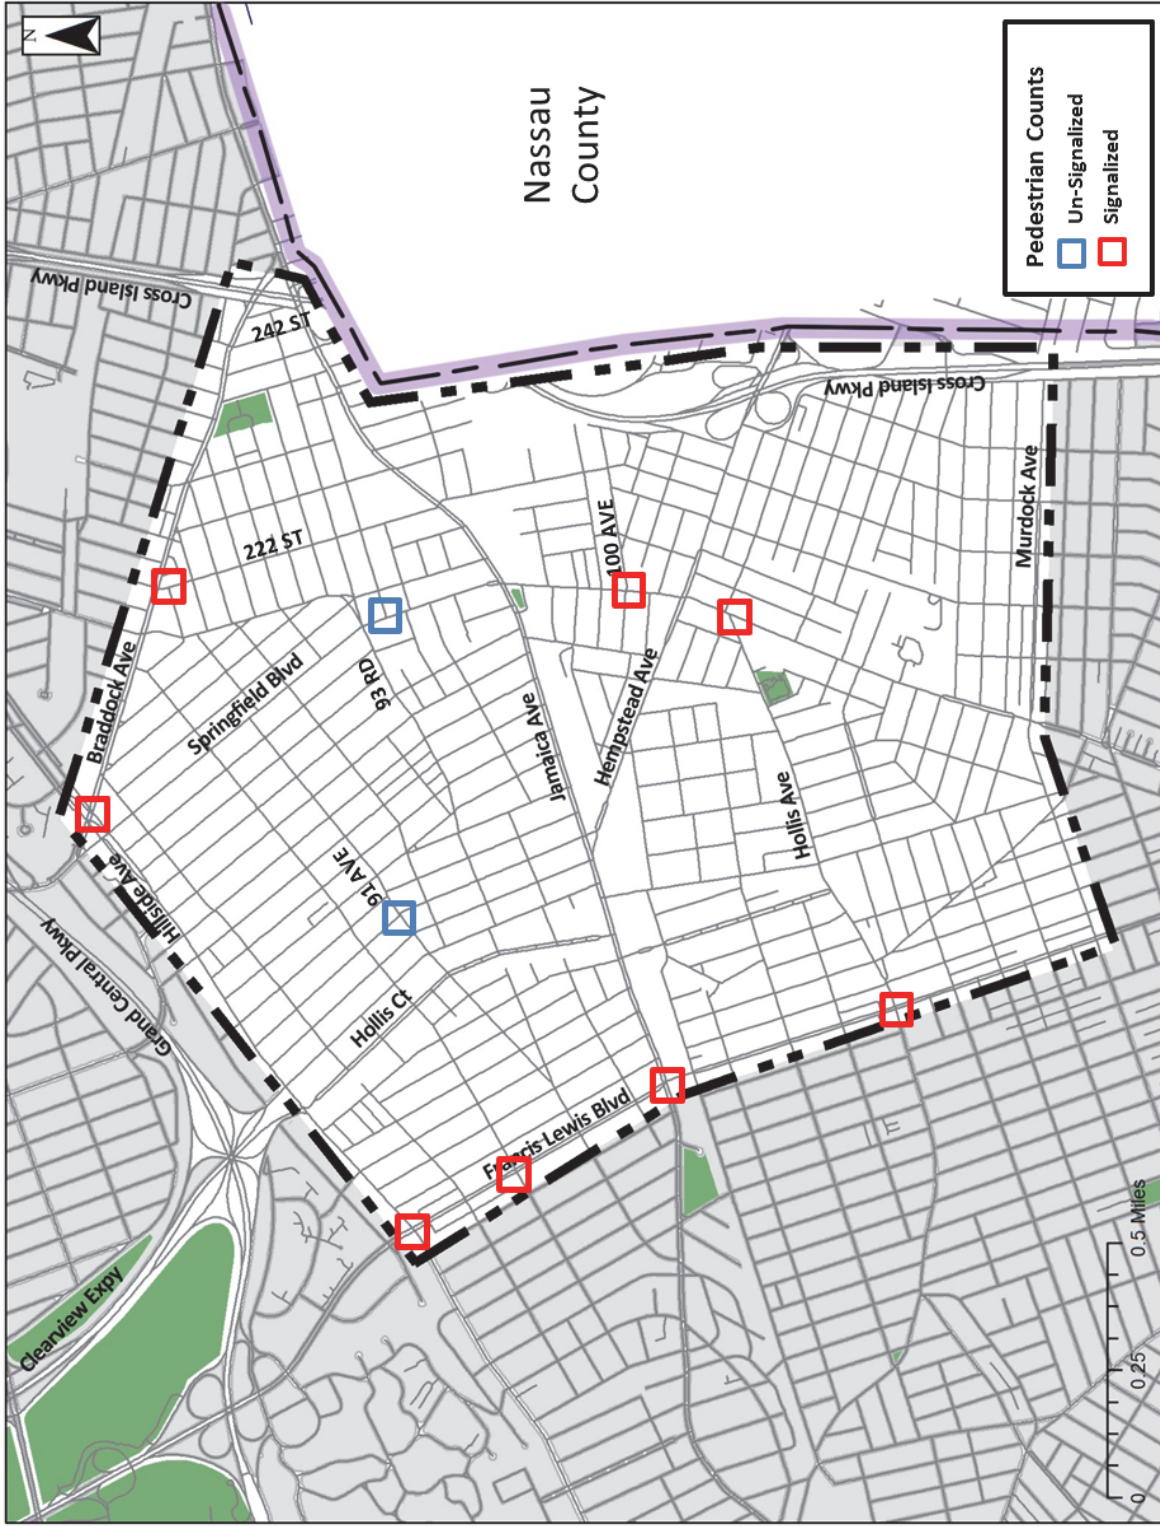 N
Clearview Expy
Grand Central Pkwy
Cross Island Pkwy
Hillside Ave
Braddock Ave
242 ST
222 ST
Springfield Blvd
93 RD
91 AVE
Hollis Ct
Francis Lewis Blvd
Jamaica Ave
Hempstead Ave
100 AVE
Hollis Ave
Cross Island Pkwy
Murdock Ave
Nassau
County
Pedestrian Counts
Un-Signalized
Signalized
0
0.25
0.5 Miles